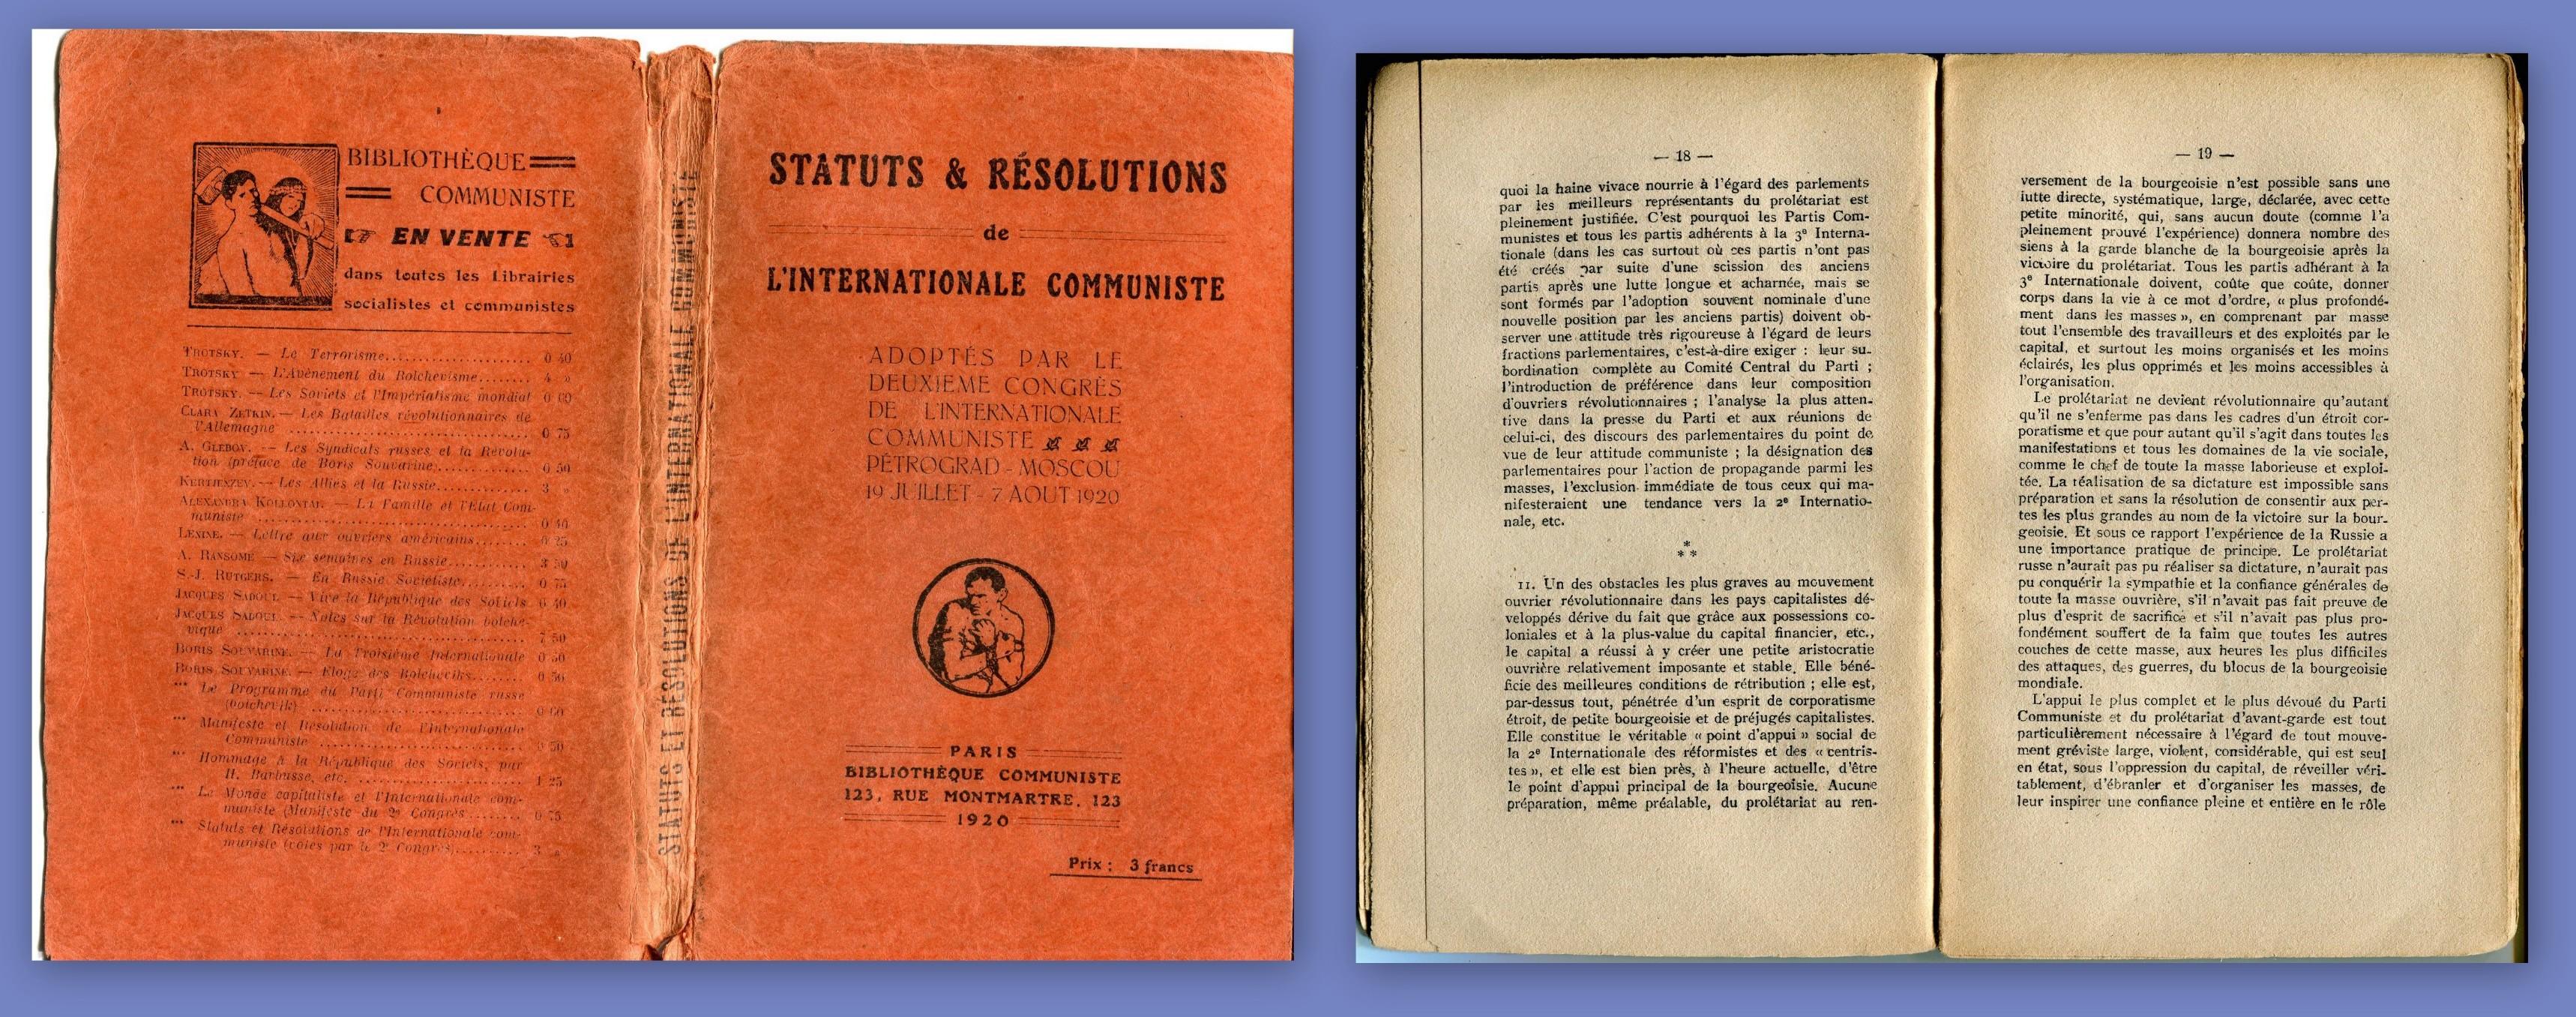 BIBLIOTHÈQUE
COMMUNISTE
EN VENTE
dans toutes les Librairies
socialistes et communistes
TROTSKY. — Le Terrorisme.................... 0 40
TROTSKY — L'Avènement du Bolchevisme........ 4 »
TROTSKY. — Les Soviets et l'Impérialisme mondial 0 60
CLARA ZETKIN. — Les Batailles révolutionnaires de
l'Allemagne .............................. 0 75
A. GLEBOV. — Les Syndicats russes et la Révolu-
tion (préface de Boris Souvarine)............ 0 50
KERTJENZEV. — Les Alliés et la Russie............. 3 »
ALEXANDRA KOLLONTAÏ. — La Famille et l'Etat Com-
muniste .............................. 0 40
LÉNINE. — Lettre aux ouvriers américains........ 0 25
A. RANSOME — Six semaines en Russie............ 3 50
S.-J. RUTGERS. — En Russie Soviétiste............ 0 75
JACQUES SADOUL — Vive la République des Soviets. 0 40
JACQUES SADOUL. — Notes sur la Révolution bolche-
vique .............................. 7 50
BORIS SOUVARINE. — La Troisième Internationale 0 50
BORIS SOUVARINE. — Eloge des Bolcheviks........ 0 50
*** Le Programme du Parti Communiste russe
(bolchevik) .............................. 0 60
*** Manifeste et Résolution de l'Internationale
Communiste .............................. 0 50
*** Hommage à la République des Soviets, par
H. Barbusse, etc. .............................. 1 25
*** Le Monde capitaliste et l'Internationale com-
muniste (Manifeste du 2e Congrès)........ 0 75
*** Statuts et Résolutions de l'Internationale com-
muniste (votés par le 2e Congrès)............ 3 »
STATUTS ET RÉSOLUTIONS DE L'INTERNATIONALE COMMUNISTE
STATUTS & RÉSOLUTIONS
de
L'INTERNATIONALE COMMUNISTE
ADOPTÉS PAR LE
DEUXIEME CONGRÈS
DE L'INTERNATIONALE
COMMUNISTE
PÉTROGRAD - MOSCOU
19 JUILLET - 7 AOUT 1920
PARIS
BIBLIOTHÈQUE COMMUNISTE
123, RUE MONTMARTRE, 123
1920
Prix : 3 francs
— 18 —
quoi la haine vivace nourrie à l'égard des parlements
par les meilleurs représentants du prolétariat est
pleinement justifiée. C'est pourquoi les Partis Com-
munistes et tous les partis adhérents à la 3e Interna-
tionale (dans les cas surtout où ces partis n'ont pas
été créés par suite d'une scission des anciens
partis après une lutte longue et acharnée, mais se
sont formés par l'adoption souvent nominale d'une
nouvelle position par les anciens partis) doivent ob-
server une attitude très rigoureuse à l'égard de leurs
fractions parlementaires, c'est-à-dire exiger : leur su-
bordination complète au Comité Central du Parti ;
l'introduction de préférence dans leur composition
d'ouvriers révolutionnaires ; l'analyse la plus atten-
tive dans la presse du Parti et aux réunions de
celui-ci, des discours des parlementaires du point de
vue de leur attitude communiste ; la désignation des
parlementaires pour l'action de propagande parmi les
masses, l'exclusion immédiate de tous ceux qui ma-
nifesteraient une tendance vers la 2e Internatio-
nale, etc.
*
* *
11. Un des obstacles les plus graves au mouvement
ouvrier révolutionnaire dans les pays capitalistes dé-
veloppés dérive du fait que grâce aux possessions co-
loniales et à la plus-value du capital financier, etc.,
le capital a réussi à y créer une petite aristocratie
ouvrière relativement imposante et stable. Elle béné-
ficie des meilleures conditions de rétribution ; elle est,
par-dessus tout, pénétrée d'un esprit de corporatisme
étroit, de petite bourgeoisie et de préjugés capitalistes.
Elle constitue le véritable « point d'appui » social de
la 2e Internationale des réformistes et des « centris-
tes », et elle est bien près, à l'heure actuelle, d'être
le point d'appui principal de la bourgeoisie. Aucune
préparation, même préalable, du prolétariat au ren-
— 19 —
versement de la bourgeoisie n'est possible sans une
lutte directe, systématique, large, déclarée, avec cette
petite minorité, qui, sans aucun doute (comme l'a
pleinement prouvé l'expérience) donnera nombre des
siens à la garde blanche de la bourgeoisie après la
victoire du prolétariat. Tous les partis adhérant à la
3e Internationale doivent, coûte que coûte, donner
corps dans la vie à ce mot d'ordre, « plus profondé-
ment dans les masses », en comprenant par masse
tout l'ensemble des travailleurs et des exploités par le
capital, et surtout les moins organisés et les moins
éclairés, les plus opprimés et les moins accessibles à
l'organisation.
Le prolétariat ne devient révolutionnaire qu'autant
qu'il ne s'enferme pas dans les cadres d'un étroit cor-
poratisme et que pour autant qu'il s'agit dans toutes les
manifestations et tous les domaines de la vie sociale,
comme le chef de toute la masse laborieuse et exploi-
tée. La réalisation de sa dictature est impossible sans
préparation et sans la résolution de consentir aux per-
tes les plus grandes au nom de la victoire sur la bour-
geoisie. Et sous ce rapport l'expérience de la Russie a
une importance pratique de principe. Le prolétariat
russe n'aurait pas pu réaliser sa dictature, n'aurait pas
pu conquérir la sympathie et la confiance générales de
toute la masse ouvrière, s'il n'avait pas fait preuve de
plus d'esprit de sacrifice et s'il n'avait pas plus pro-
fondément souffert de la faim que toutes les autres
couches de cette masse, aux heures les plus difficiles
des attaques, des guerres, du blocus de la bourgeoisie
mondiale.
L'appui le plus complet et le plus dévoué du Parti
Communiste et du prolétariat d'avant-garde est tout
particulièrement nécessaire à l'égard de tout mouve-
ment gréviste large, violent, considérable, qui est seul
en état, sous l'oppression du capital, de réveiller véri-
tablement, d'ébranler et d'organiser les masses, de
leur inspirer une confiance pleine et entière en le rôle